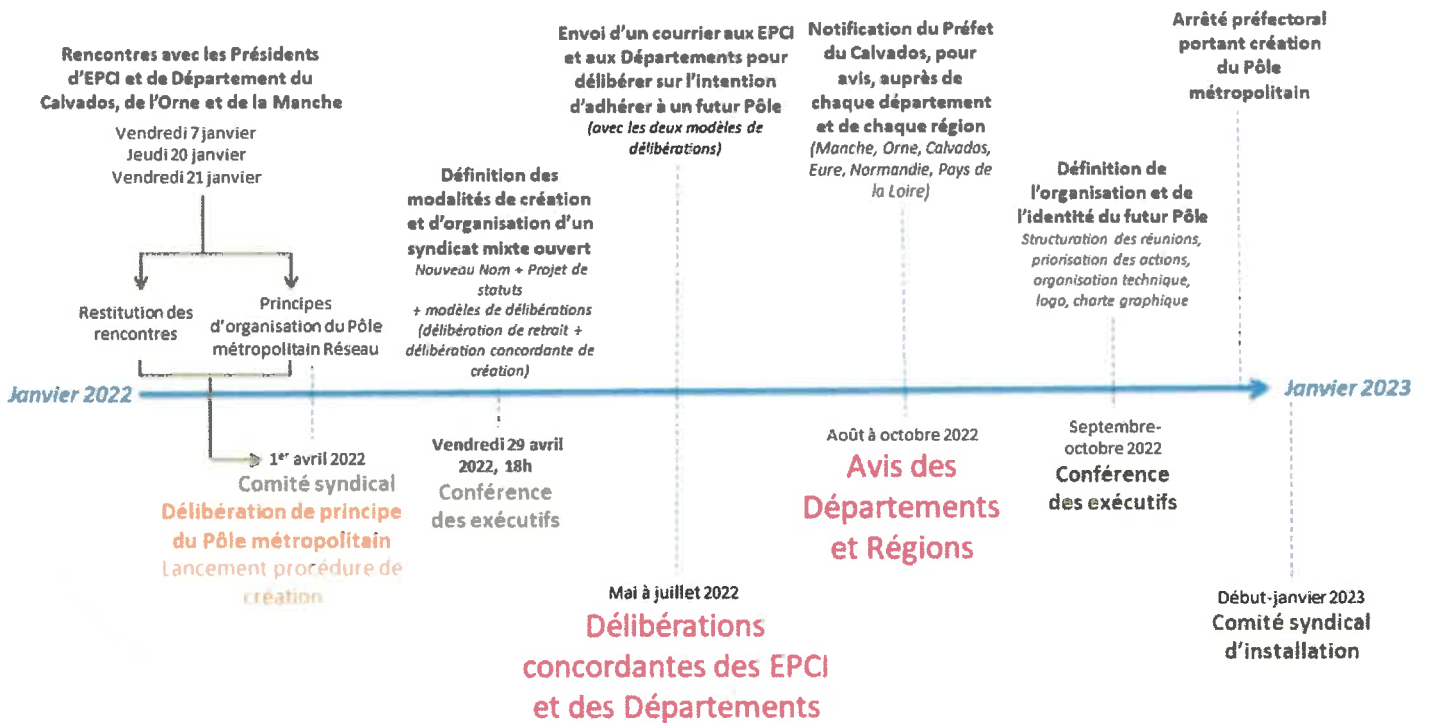 Rencontres avec les Présidents
d'EPCI et de Département du
Calvados, de l'Orne et de la Manche
Vendredi 7 janvier
Jeudi 20 janvier
Vendredi 21 janvier
Restitution des
rencontres
Principes
d'organisation du Pôle
métropolitain Réseau
Définition des
modalités de création
et d'organisation d'un
syndicat mixte ouvert
Nouveau Nom + Projet de
statuts
+ modèles de délibérations
(délibération de retrait +
délibération concordante de
création)
Envoi d'un courrier aux EPCI
et aux Départements pour
délibérer sur l'intention
d'adhérer à un futur Pôle
(avec les deux modèles de
délibérations)
Notification du Préfet
du Calvados, pour
avis, auprès de
chaque département
et de chaque région
(Manche, Orne, Calvados,
Eure, Normandie, Pays de
la Loire)
Définition de
l'organisation et de
l'identité du futur Pôle
Structuration des réunions,
priorisation des actions,
organisation technique,
logo, charte graphique
Arrêté préfectoral
portant création
du Pôle
métropolitain
Janvier 2022
Janvier 2023
1er avril 2022
Comité syndical
Délibération de principe
du Pôle métropolitain
Lancement procédure de
création
Vendredi 29 avril
2022, 18h
Conférence
des exécutifs
Mai à juillet 2022
Délibérations
concordantes des EPCI
et des Départements
Août à octobre 2022
Avis des
Départements
et Régions
Septembre-
octobre 2022
Conférence
des exécutifs
Début-janvier 2023
Comité syndical
d'installation